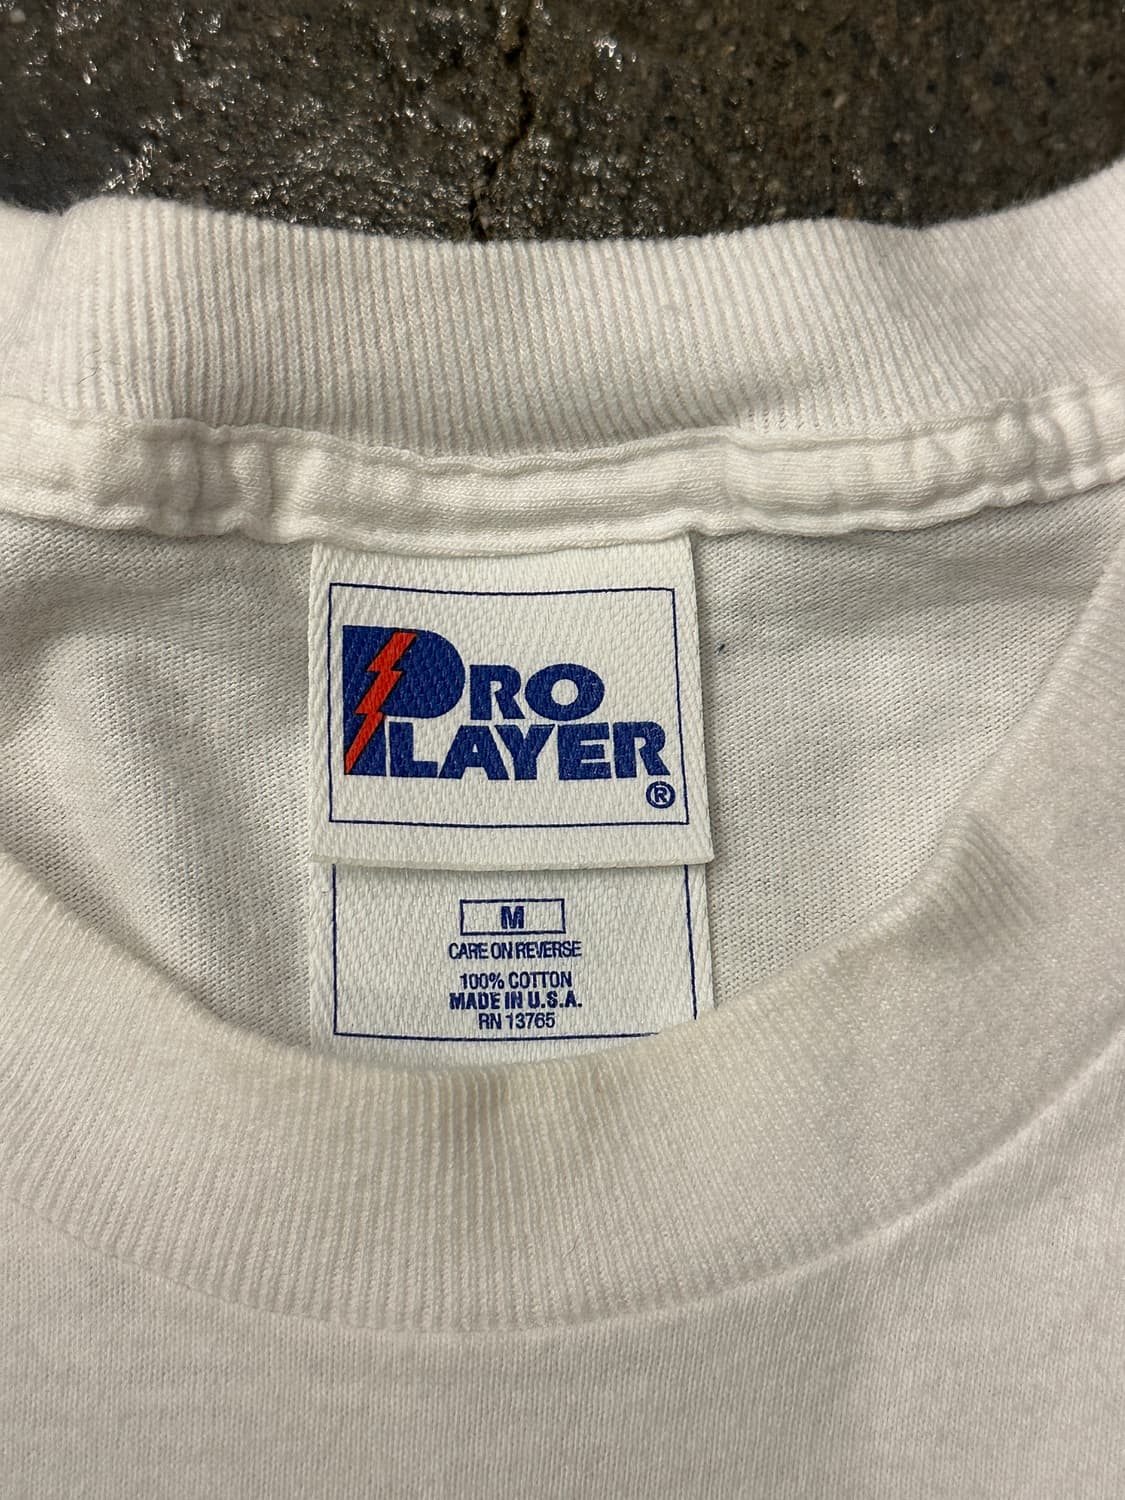 PRO
PLAYER®
M
CARE ON REVERSE
100% COTTON
MADE IN U.S.A.
RN 13765